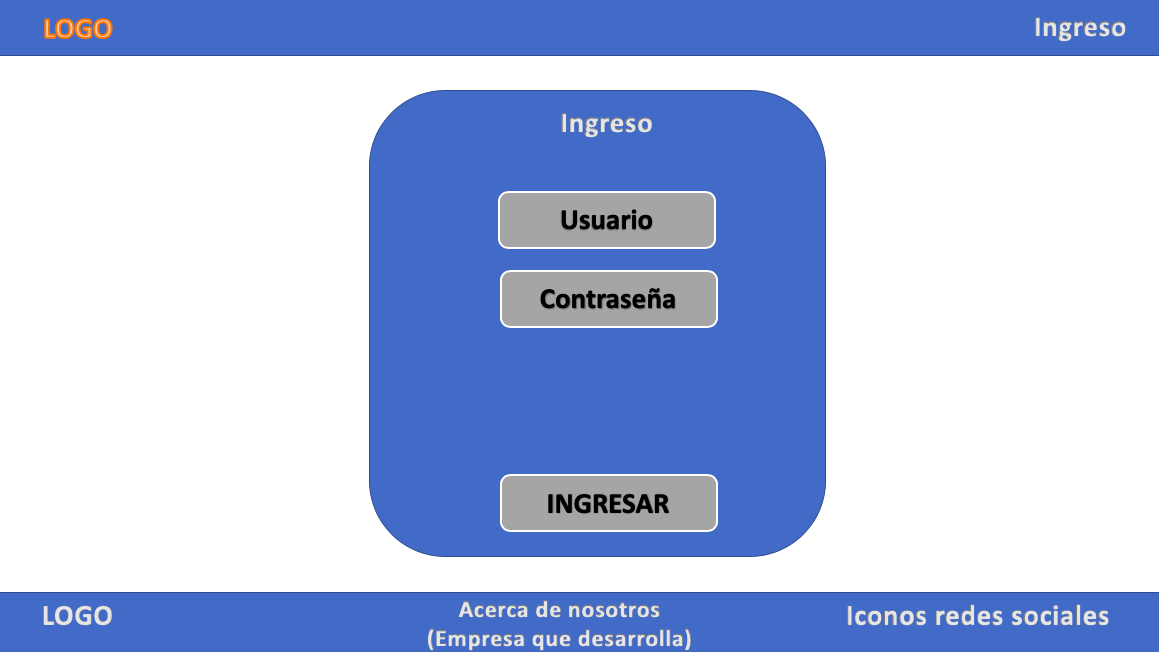 LOGO
Ingreso
Ingreso
Usuario
Contraseña
INGRESAR
LOGO
Acerca de nosotros
(Empresa que desarrolla)
Iconos redes sociales